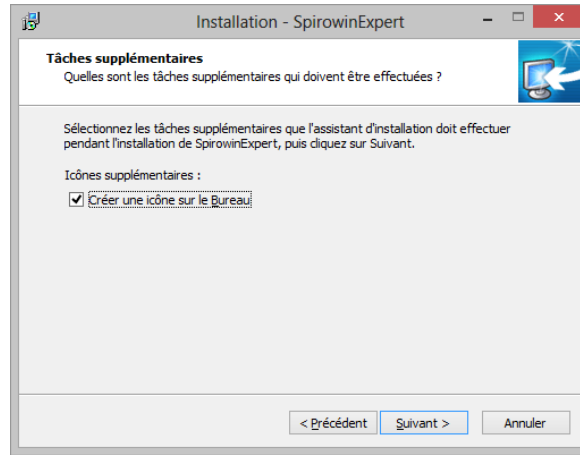 Installation - SpirowinExpert
Tâches supplémentaires
Quelles sont les tâches supplémentaires qui doivent être effectuées ?
Sélectionnez les tâches supplémentaires que l'assistant d'installation doit effectuer
pendant l'installation de SpirowinExpert, puis cliquez sur Suivant.
Icônes supplémentaires :
Créer une icône sur le Bureau
< Précédent
Suivant >
Annuler